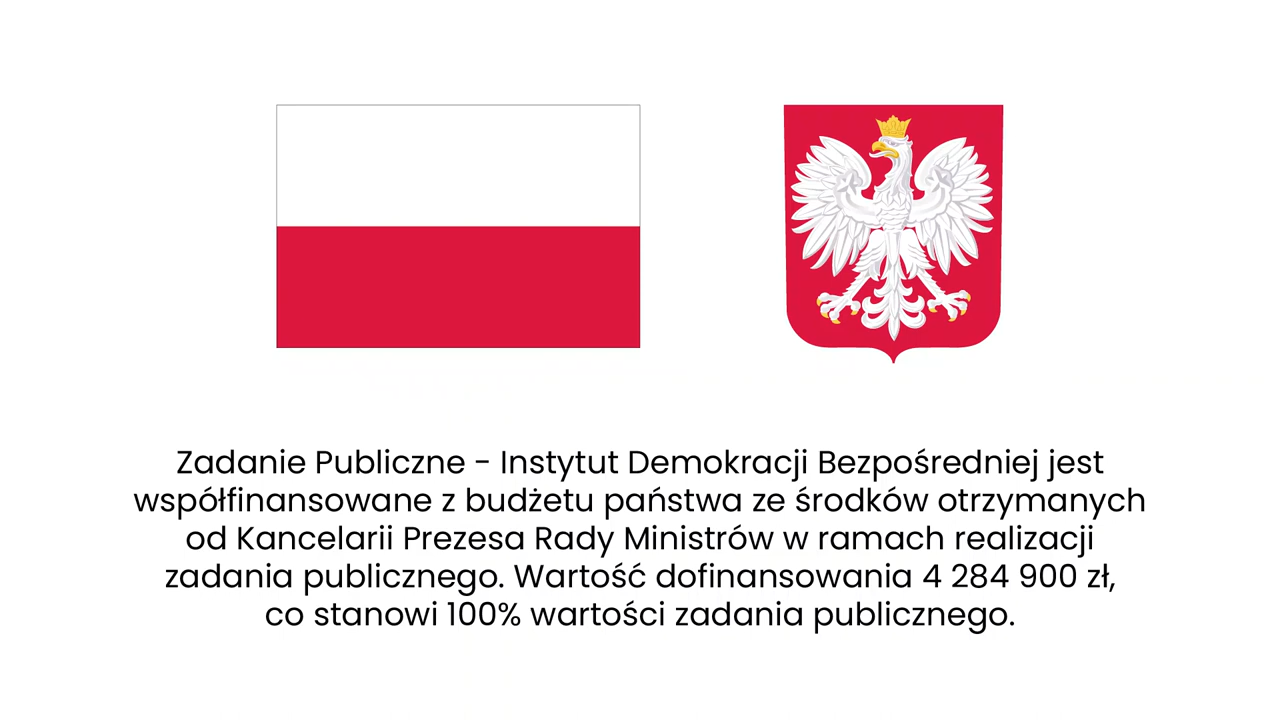 Zadanie Publiczne - Instytut Demokracji Bezpośredniej jest
współfinansowane z budżetu państwa ze środków otrzymanych
od Kancelarii Prezesa Rady Ministrów w ramach realizacji
zadania publicznego. Wartość dofinansowania 4 284 900 zł,
co stanowi 100% wartości zadania publicznego.